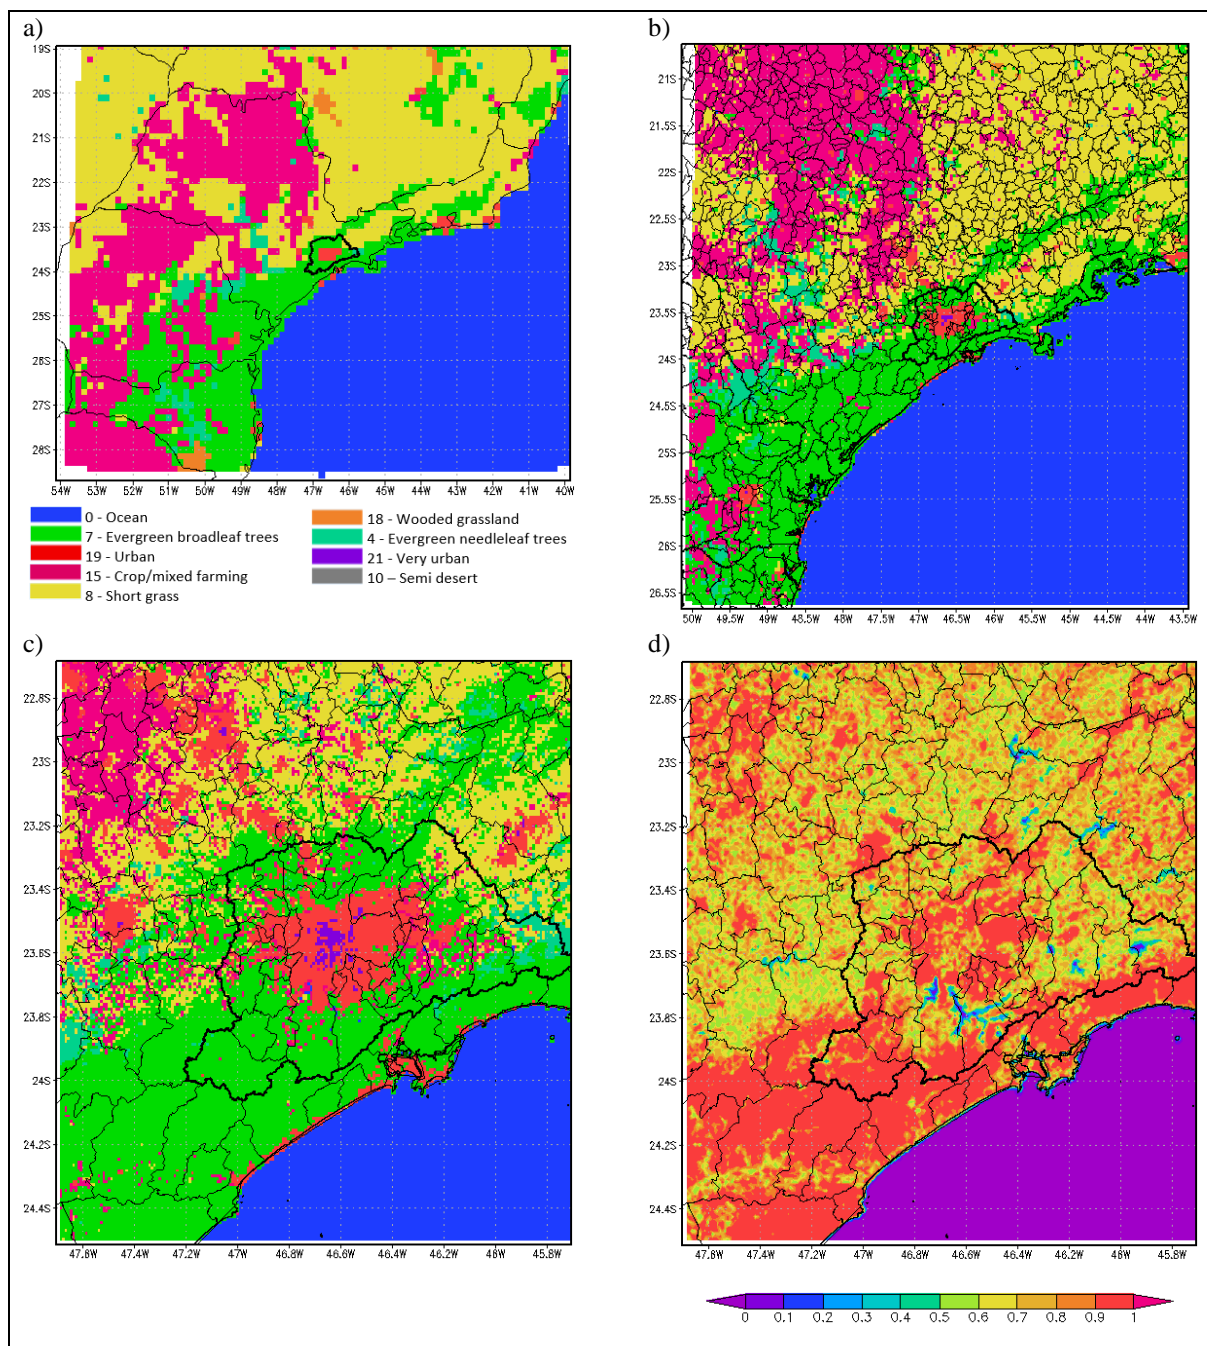 a)
b)
19S
20S
21S
22S
23S
24S
25S
26S
27S
28S
54W 53W 52W 51W 50W 49W 48W 47W 46W 45W 44W 43W 42W 41W 40W
21S
21.5S
22S
22.5S
23S
23.5S
24S
24.5S
25S
25.5S
26S
26.5S
50W 49.5W 49W 48.5W 48W 47.5W 47W 46.5W 46W 45.5W 45W 44.5W 44W 43.5W
0 - Ocean
7 - Evergreen broadleaf trees
19 - Urban
15 - Crop/mixed farming
8 - Short grass
18 - Wooded grassland
4 - Evergreen needleleaf trees
21 - Very urban
10 – Semi desert
c)
d)
22.8S
23S
23.2S
23.4S
23.6S
23.8S
24S
24.2S
24.4S
47.8W 47.4W 47.2W 47W 46.8W 46.6W 46.4W 46.2W 46W 45.8W
22.8S
23S
23.2S
23.4S
23.6S
23.8S
24S
24.2S
24.4S
47.8W 47.4W 47.2W 47W 46.8W 46.6W 46.4W 46.2W 46W 45.8W
0 0.1 0.2 0.3 0.4 0.5 0.6 0.7 0.8 0.9 1